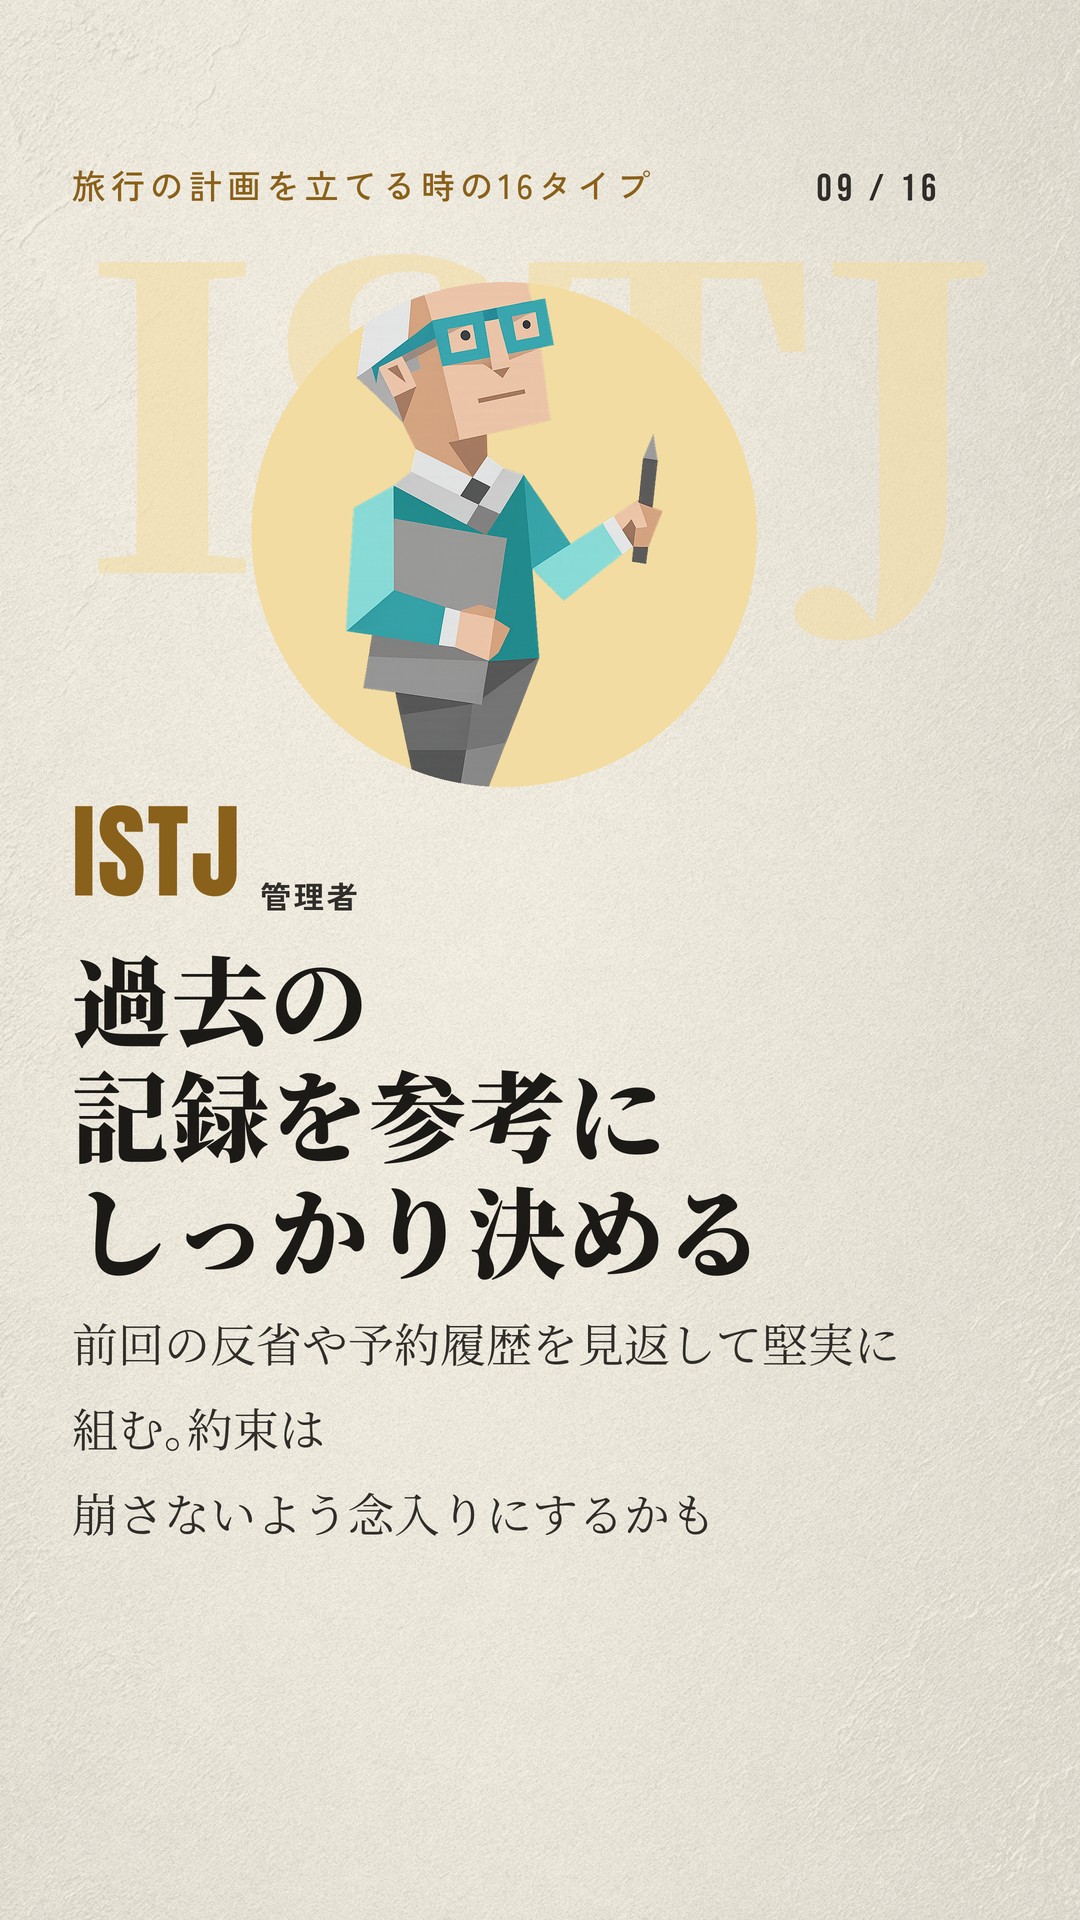 旅行の計画を立てる時の16タイプ
09 / 16
ISTJ
ISTJ
管理者
過去の
記録を参考に
しっかり決める
前回の反省や予約履歴を見返して堅実に
組む。約束は
崩さないよう念入りにするかも